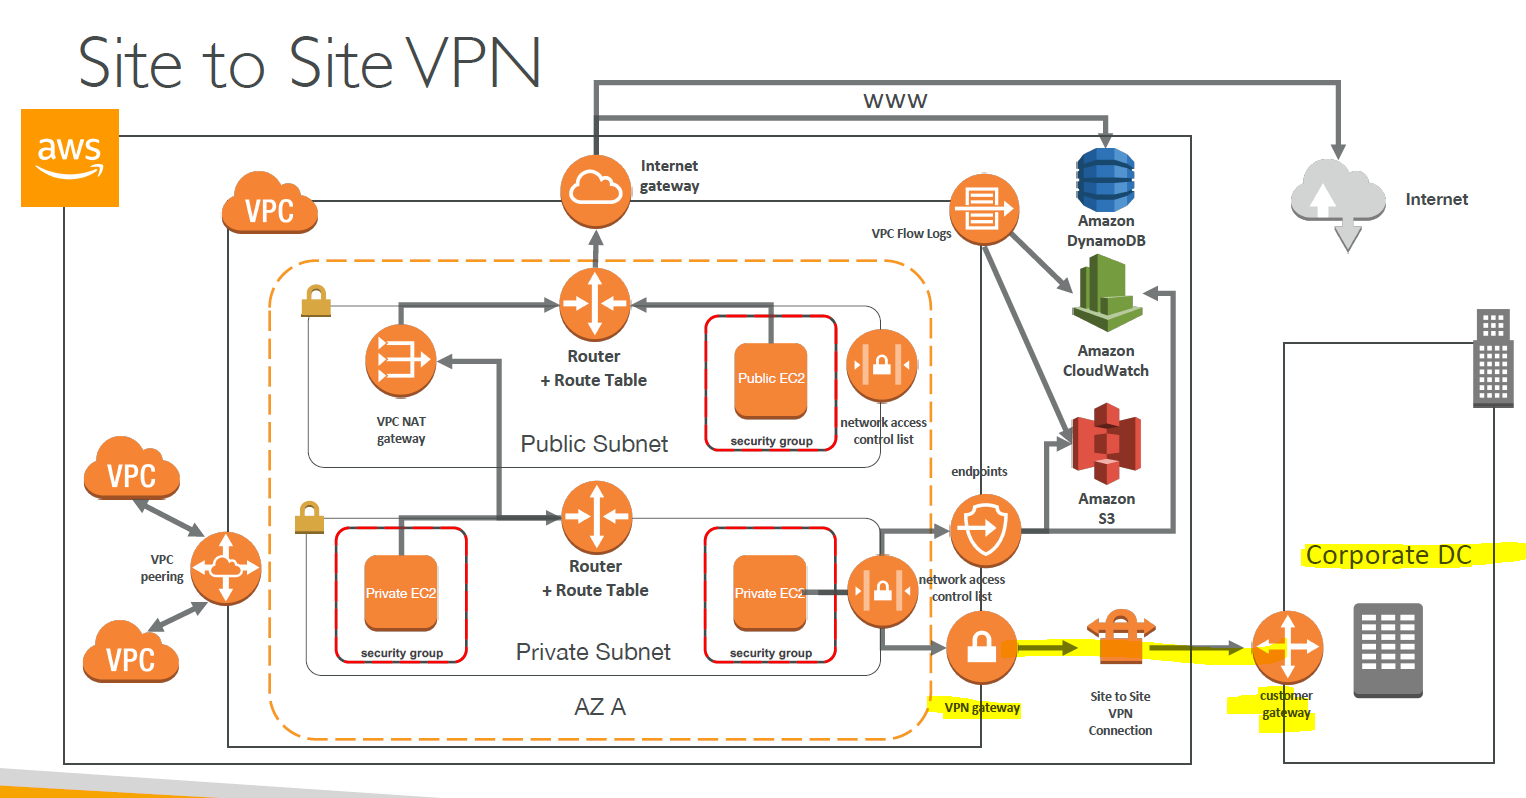 Site to Site VPN
www
aws
Internet
gateway
VPC
VPC Flow Logs
Amazon
DynamoDB
Internet
Router
+ Route Table
Public EC2
security group
VPC NAT
gateway
Public Subnet
network access
control list
Amazon
CloudWatch
endpoints
Amazon
S3
VPC
VPC
peering
VPC
Private EC2
security group
Router
+ Route Table
Private Subnet
Private EC2
security group
network access
control list
AZ A
VPN gateway
Site to Site
VPN
Connection
Corporate DC
customer
gateway